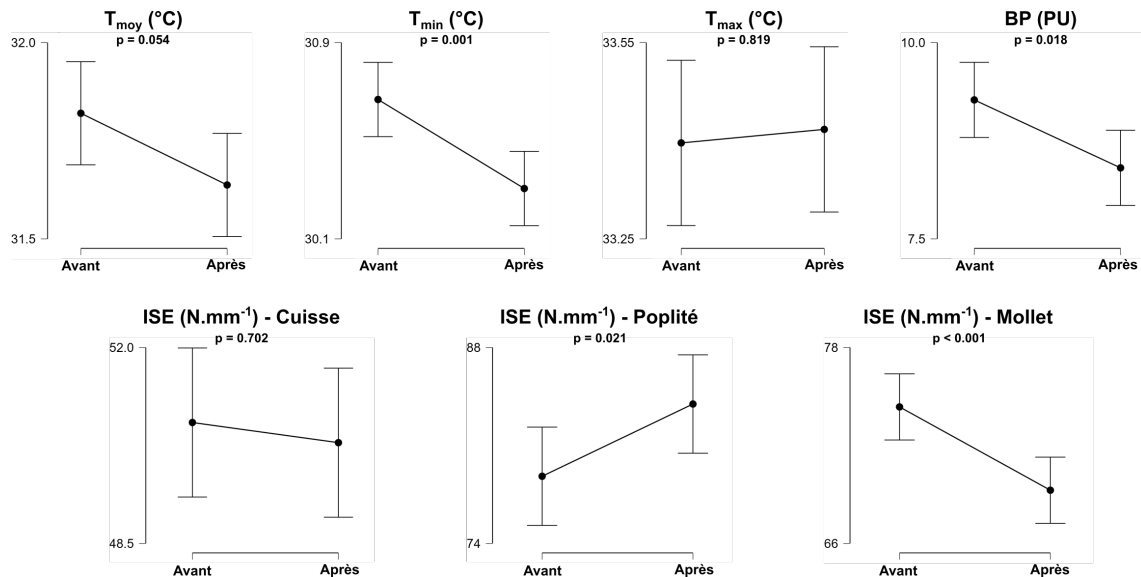 T_moy (°C)
p = 0.054
32.0
31.5
Avant Après
T_min (°C)
p = 0.001
30.9
30.1
Avant Après
T_max (°C)
p = 0.819
33.55
33.25
Avant Après
BP (PU)
p = 0.018
10.0
7.5
Avant Après
ISE (N.mm⁻¹) - Cuisse
p = 0.702
52.0
48.5
Avant Après
ISE (N.mm⁻¹) - Poplité
p = 0.021
88
74
Avant Après
ISE (N.mm⁻¹) - Mollet
p < 0.001
78
66
Avant Après